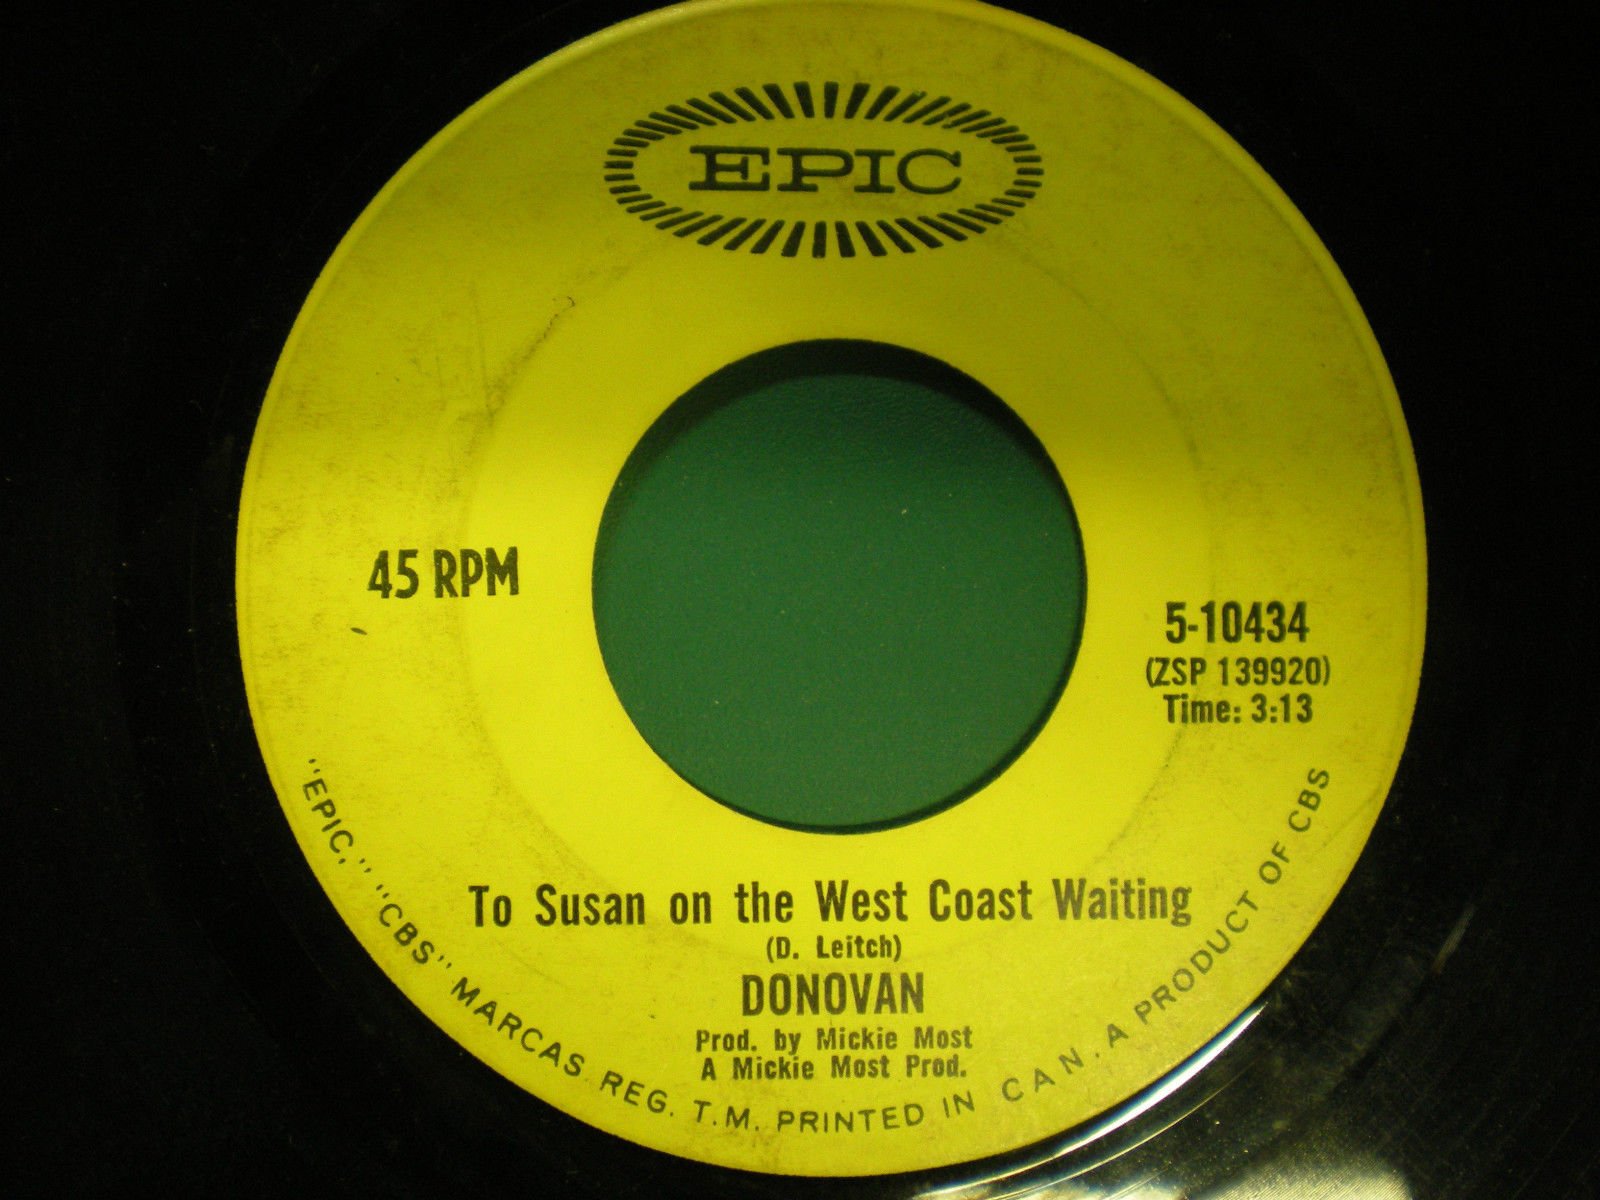 EPIC
45 RPM
5-10434
(ZSP 139920)
Time: 3:13
To Susan on the West Coast Waiting
(D. Leitch)
DONOVAN
Prod. by Mickie Most
A Mickie Most Prod.
"EPIC," "CBS" MARCAS REG. T.M. PRINTED IN CAN. A PRODUCT OF CBS